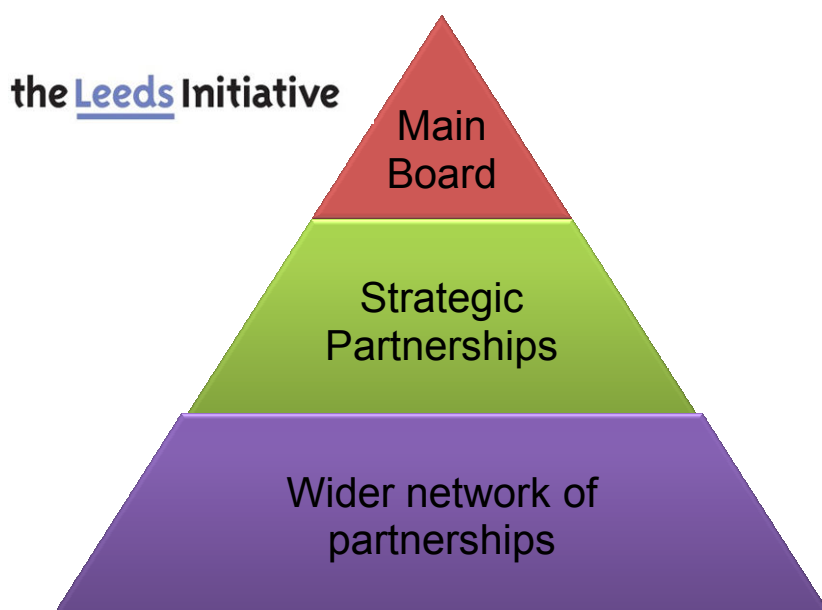 the Leeds Initiative
Main
Board
Strategic
Partnerships
Wider network of
partnerships